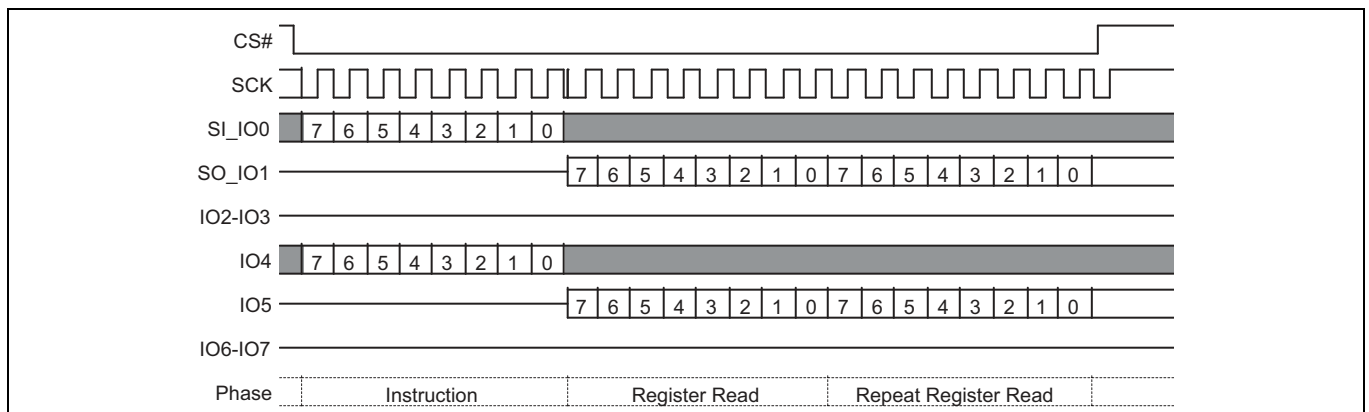 CS#
SCK
SI_IO0 7 6 5 4 3 2 1 0
SO_IO1 7 6 5 4 3 2 1 0 7 6 5 4 3 2 1 0
IO2-IO3
IO4 7 6 5 4 3 2 1 0
IO5 7 6 5 4 3 2 1 0 7 6 5 4 3 2 1 0
IO6-IO7
Phase Instruction Register Read Repeat Register Read